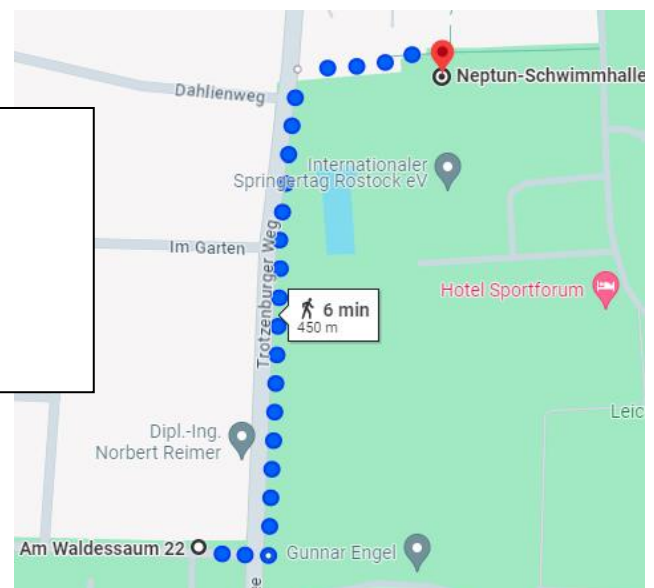 Neptun-Schwimmhalle
Dahlienweg
Internationaler
Springertag Rostock eV
Im Garten
Trotzenburger Weg
Hotel Sportforum
6 min
450 m
Leic
Dipl.-Ing.
Norbert Reimer
Am Waldessaum 22
Gunnar Engel
e